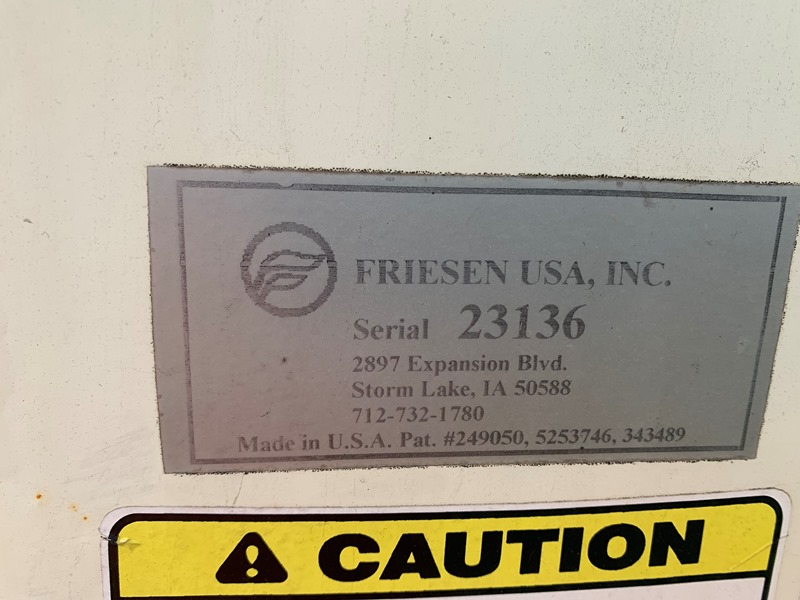 FRIESEN USA, INC.
Serial 23136
2897 Expansion Blvd.
Storm Lake, IA 50588
712-732-1780
Made in U.S.A. Pat. #249050, 5253746, 343489
CAUTION